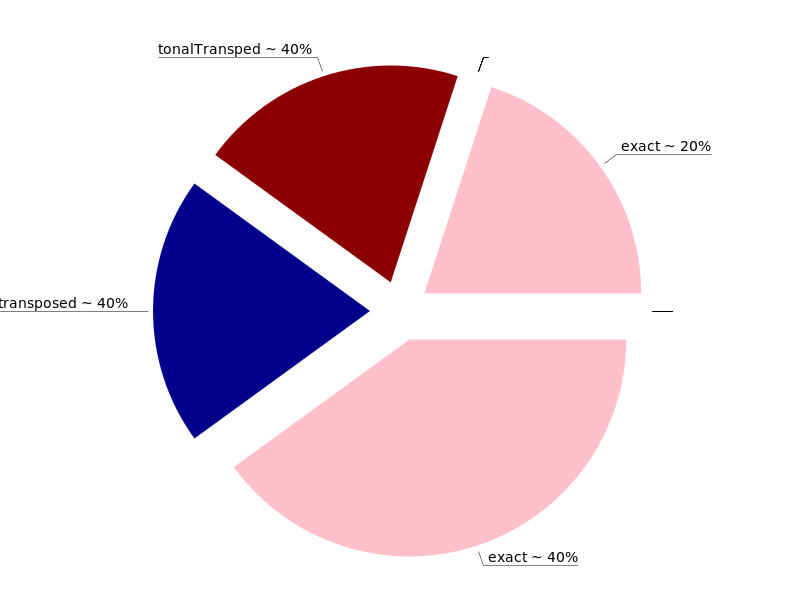 tonalTransped ~ 40%
exact ~ 20%
transposed ~ 40%
exact ~ 40%